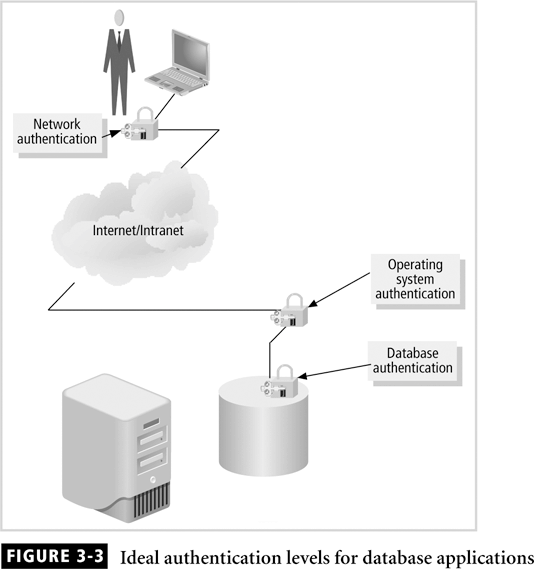 Network
authentication
Internet/Intranet
Operating
system
authentication
Database
authentication
FIGURE 3-3 Ideal authentication levels for database applications